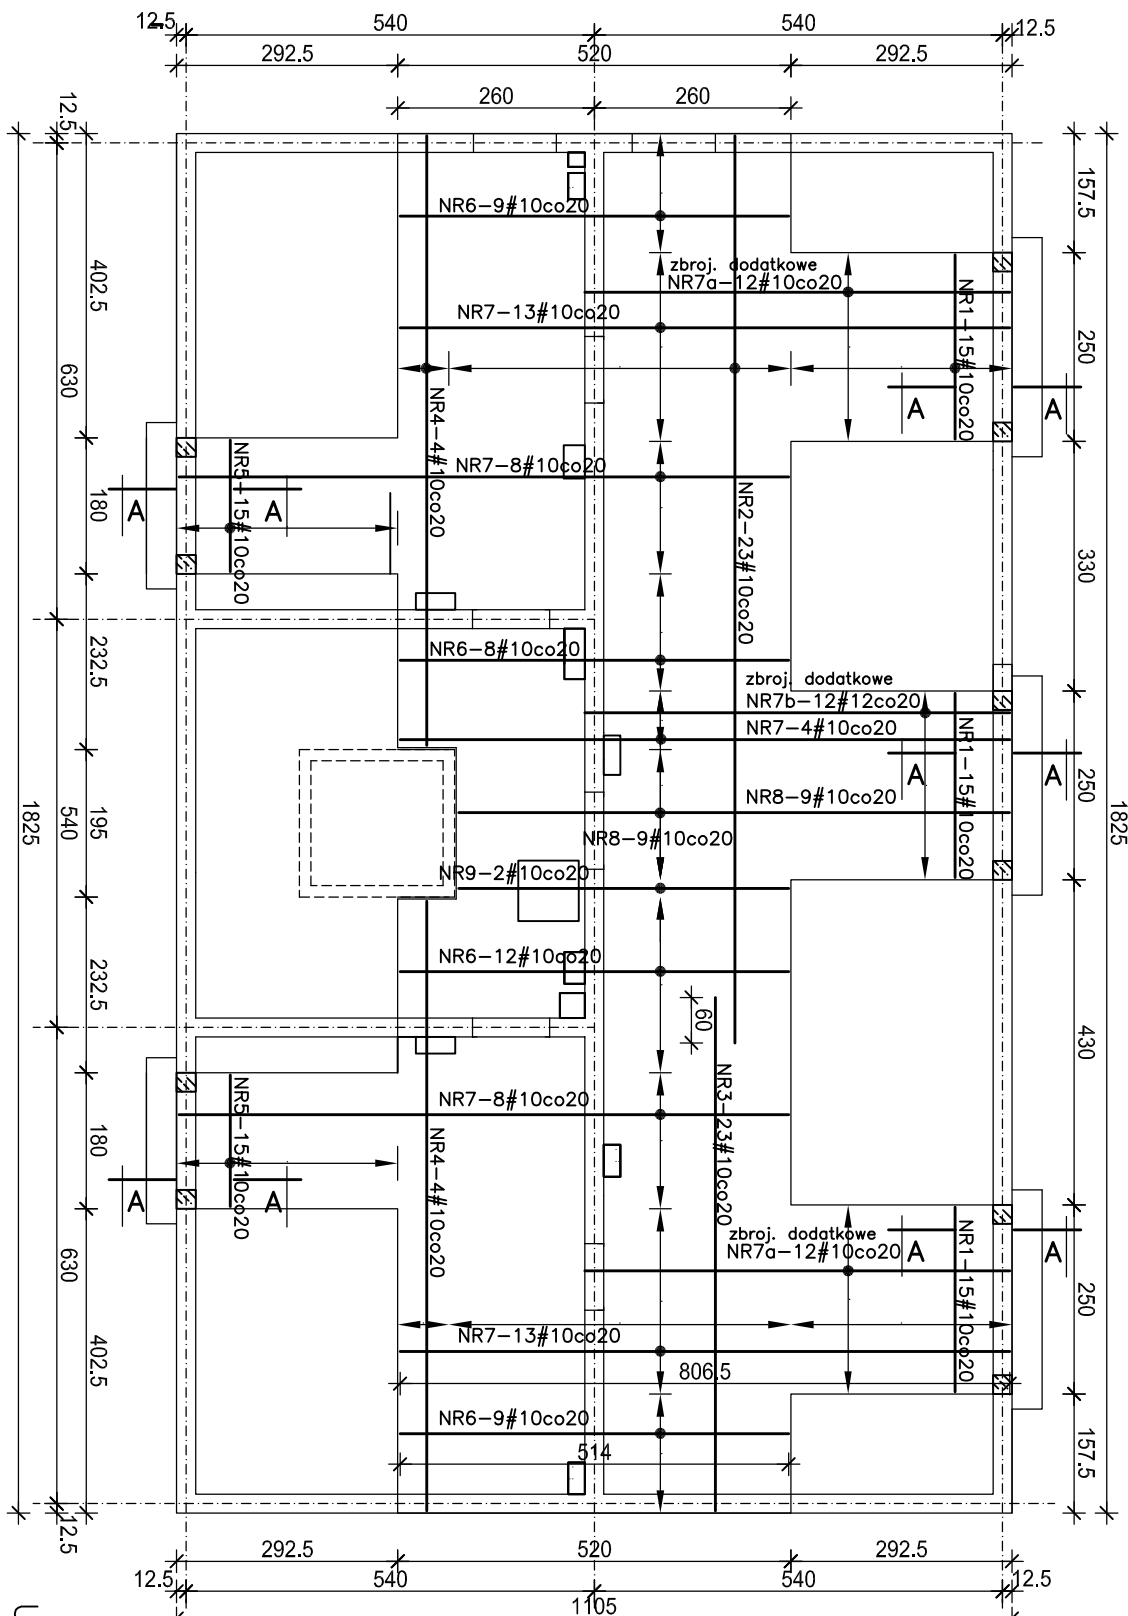 12.5
540
540
12.5
292.5
520
292.5
260
260
12.5
157.5
NR6-9#10co20
zbroj. dodatkowe
NR7a-12#10co20
NR7-13#10co20
NR1-15#10co20
402.5
250
630
A
A
NR4-4#10co20
NR7-8#10co20
NR5-15#10co20
A
A
180
NR2-23#10co20
330
NR6-8#10co20
232.5
zbroj. dodatkowe
NR7b-12#12co20
NR7-4#10co20
NR1-15#10co20
A
A
250
NR8-9#10co20
1825
540
195
1825
NR8-9#10co20
NR9-2#10co20
NR6-12#10co20
232.5
60
430
NR3-23#10co20
NR7-8#10co20
NR5-15#10co20
180
NR4-4#10co20
A
A
zbroj. dodatkowe
NR7a-12#10co20
NR1-15#10co20
A
A
630
250
402.5
NR7-13#10co20
806.5
NR6-9#10co20
514
157.5
12.5
292.5
520
292.5
12.5
540
540
12.5
1105